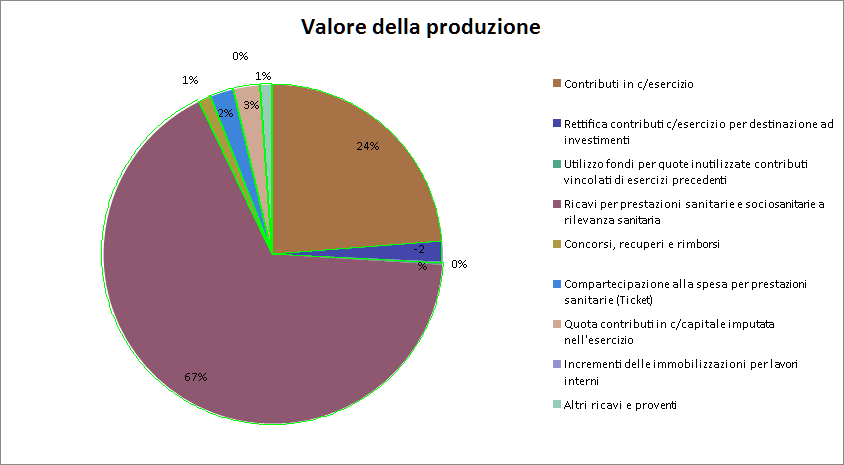 Valore della produzione
0%
1%
1%
3%
2%
24%
-2
%
0%
67%
Contributi in c/esercizio
Rettifica contributi c/esercizio per destinazione ad
investimenti
Utilizzo fondi per quote inutilizzate contributi
vincolati di esercizi precedenti
Ricavi per prestazioni sanitarie e sociosanitarie a
rilevanza sanitaria
Concorsi, recuperi e rimborsi
Compartecipazione alla spesa per prestazioni
sanitarie (Ticket)
Quota contributi in c/capitale imputata
nell'esercizio
Incrementi delle immobilizzazioni per lavori
interni
Altri ricavi e proventi